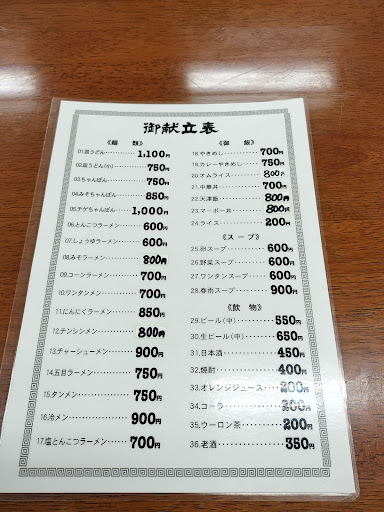 御献立表
《麺 類》
01.皿うどん……… 1,100円
02.皿うどん(小)…… 750円
03.ちゃんぽん……… 750円
04.みそちゃんぽん…… 850円
05.チゲちゃんぽん…… 1,000円
06.とんこつラーメン…… 600円
07.しょうゆラーメン…… 600円
08.みそラーメン……… 800円
09.コーンラーメン…… 700円
10.ワンタンメン……… 700円
11.にんにくラーメン…… 850円
12.テンシンメン……… 800円
13.チャーシューメン…… 900円
14.五目ラーメン……… 750円
15.タンメン………… 750円
16.冷メン………… 900円
17.塩とんこつラーメン…… 700円
《御 飯》
18.やきめし……… 700円
19.カレーやきめし…… 750円
20.オムライス……… 800円
21.中華丼………… 700円
22.天津飯………… 800円
23.マーボー丼……… 800円
24.ライス………… 200円
《スープ》
25.卵スープ……… 600円
26.野菜スープ……… 600円
27.ワンタンスープ…… 600円
28.春雨スープ……… 900円
《飲 物》
29.ビール(中)……… 550円
30.生ビール(中)…… 650円
31.日本酒………… 450円
32.焼酎………… 400円
33.オレンジジュース…… 200円
34.コーラ………… 200円
35.ウーロン茶……… 200円
36.老酒………… 350円